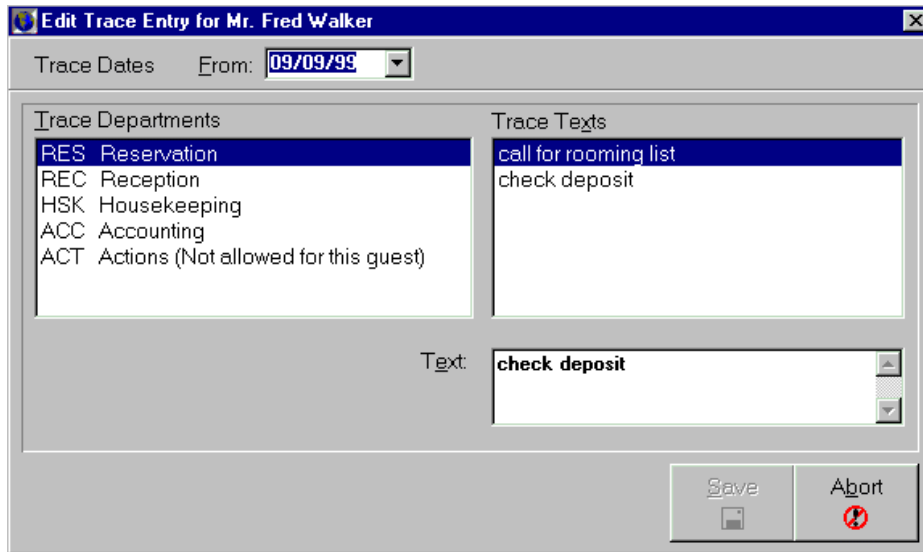 Edit Trace Entry for Mr. Fred Walker
Trace Dates From: 09/09/99
Trace Departments
RES Reservation
REC Reception
HSK Housekeeping
ACC Accounting
ACT Actions (Not allowed for this guest)
Trace Texts
call for rooming list
check deposit
Text: check deposit
Save Abort